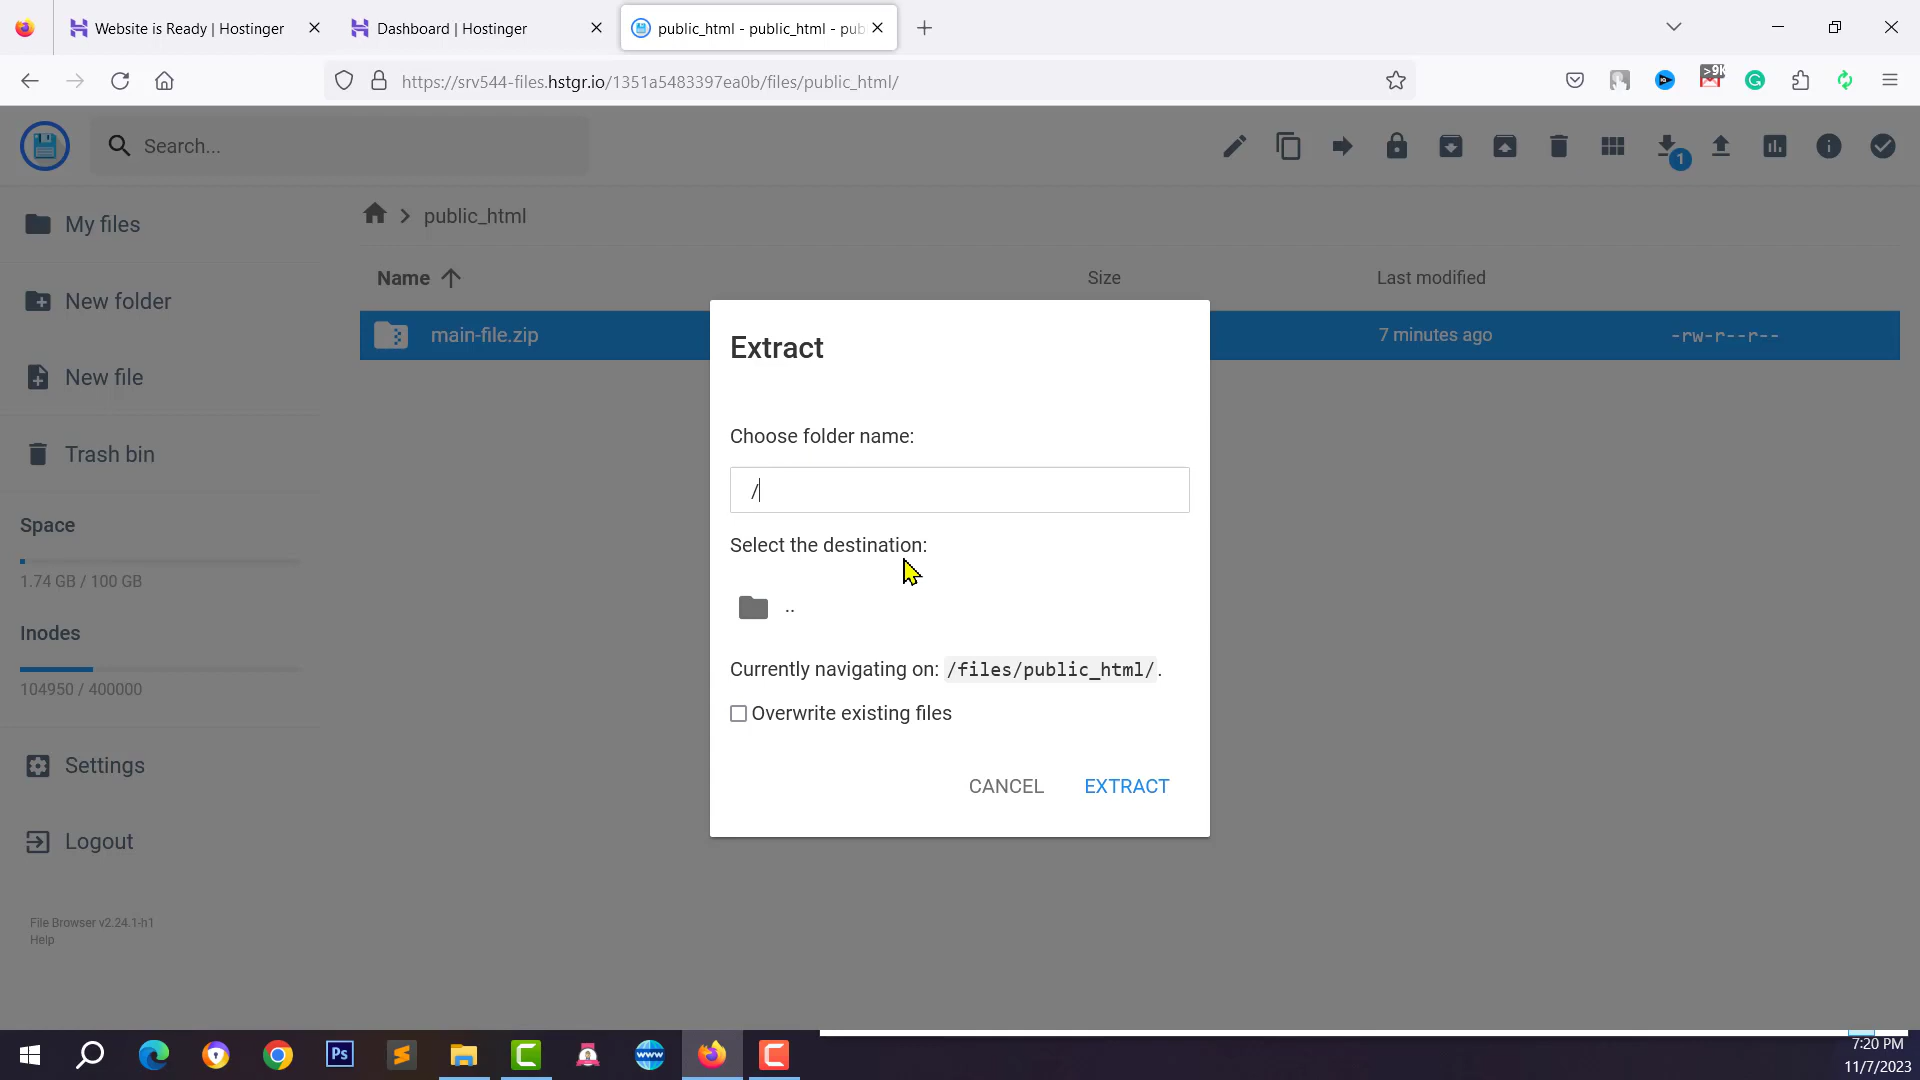 Website is Ready | Hostinger
Dashboard | Hostinger
public_html - public_html - pub
https://srv544-files.hstgr.io/1351a5483397ea0b/files/public_html/
>9K
Search...
1
My files
New folder
New file
Trash bin
Space
1.74 GB / 100 GB
Inodes
104950 / 400000
Settings
Logout
File Browser v2.24.1-h1
Help
public_html
Name
Size
Last modified
main-file.zip
7 minutes ago
-rw-r--r--
Extract
Choose folder name:
/
Select the destination:
..
Currently navigating on: /files/public_html/.
Overwrite existing files
CANCEL
EXTRACT
Ps
www
7:20 PM
11/7/2023